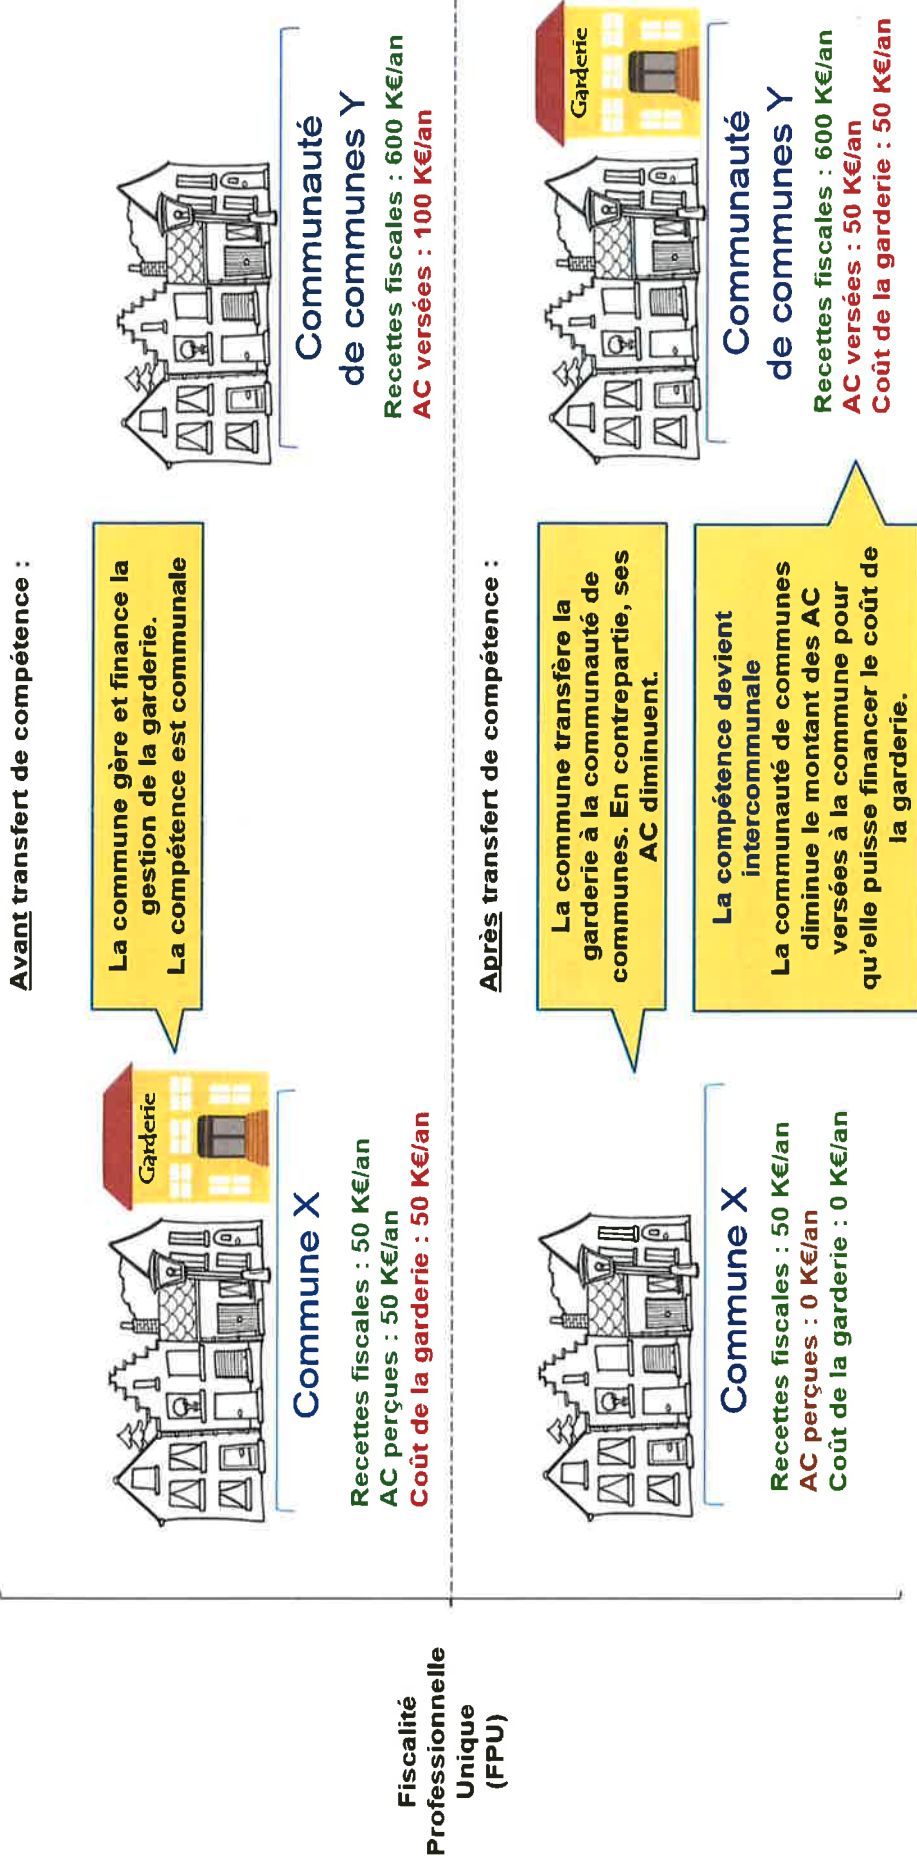 Fiscalité
Professionnelle
Unique
(FPU)
Avant transfert de compétence :
Garderie
La commune gère et finance la
gestion de la garderie.
La compétence est communale
Commune X
Recettes fiscales : 50 K€/an
AC perçues : 50 K€/an
Coût de la garderie : 50 K€/an
Communauté
de communes Y
Recettes fiscales : 600 K€/an
AC versées : 100 K€/an
Après transfert de compétence :
La commune transfère la
garderie à la communauté de
communes. En contrepartie, ses
AC diminuent.
La compétence devient
intercommunale
La communauté de communes
diminue le montant des AC
versées à la commune pour
qu'elle puisse financer le coût de
la garderie.
Commune X
Recettes fiscales : 50 K€/an
AC perçues : 0 K€/an
Coût de la garderie : 0 K€/an
Garderie
Communauté
de communes Y
Recettes fiscales : 600 K€/an
AC versées : 50 K€/an
Coût de la garderie : 50 K€/an